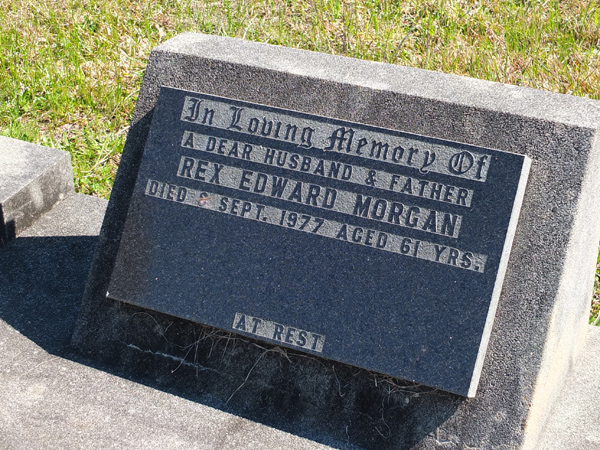 In Loving Memory Of
A DEAR HUSBAND & FATHER
REX EDWARD MORGAN
DIED SEPT. 1977 AGED 61 YRS.
AT REST